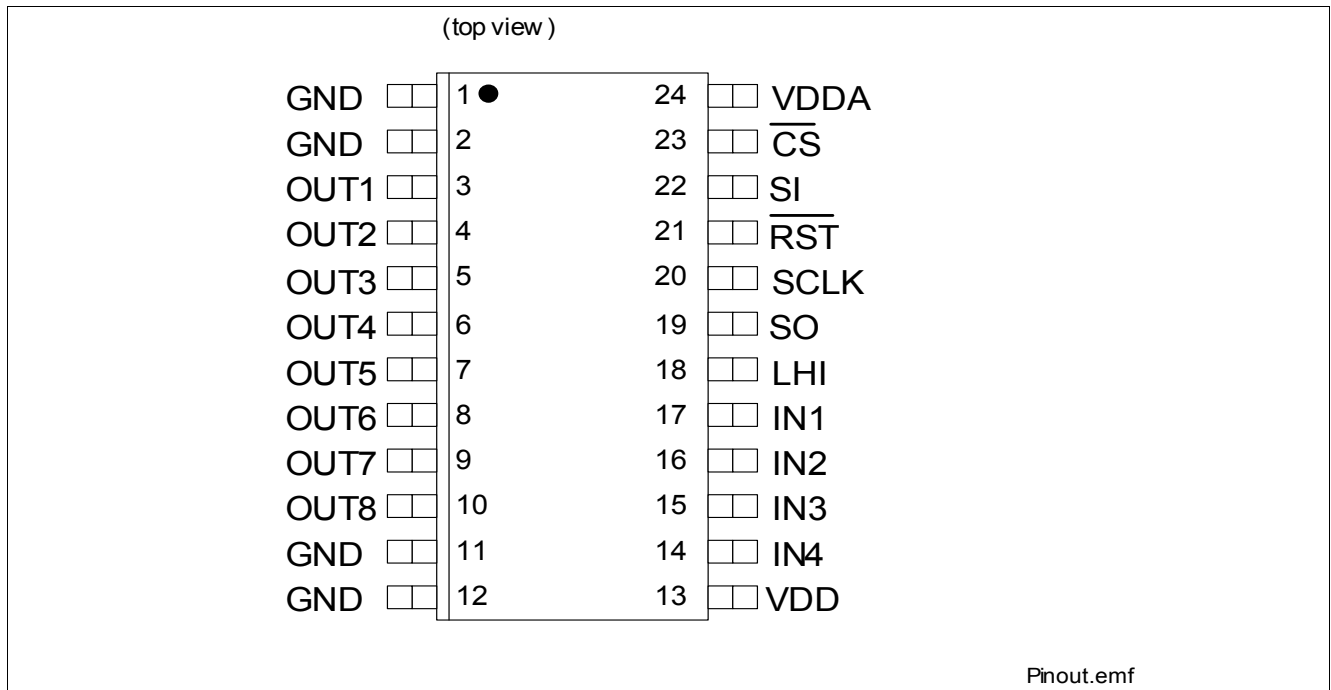 (top view )
GND 1 24 VDDA
GND 2 23 C̅S̅
OUT1 3 22 SI
OUT2 4 21 R̅S̅T̅
OUT3 5 20 SCLK
OUT4 6 19 SO
OUT5 7 18 LHI
OUT6 8 17 IN1
OUT7 9 16 IN2
OUT8 10 15 IN3
GND 11 14 IN4
GND 12 13 VDD
Pinout.emf